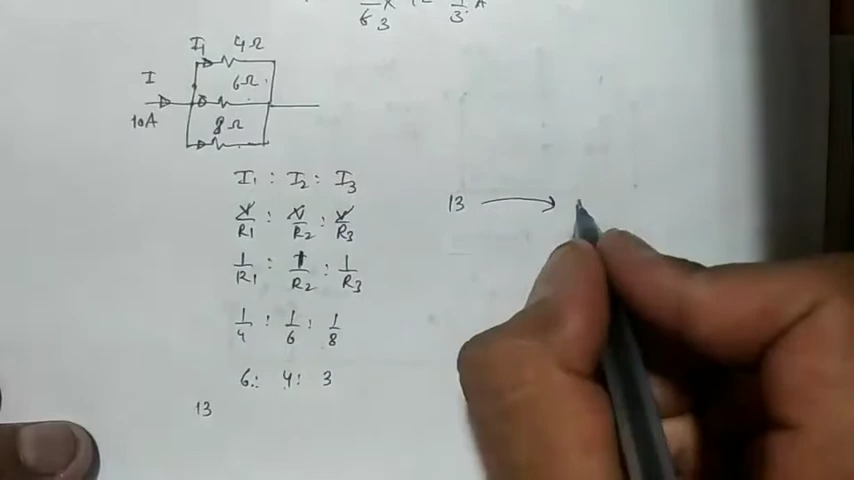 I₁ 4Ω
I 6Ω
10A 8Ω
I₁ : I₂ : I₃
V/R₁ : V/R₂ : V/R₃
1/R₁ : 1/R₂ : 1/R₃
1/4 : 1/6 : 1/8
6 : 4 : 3
13
13 →